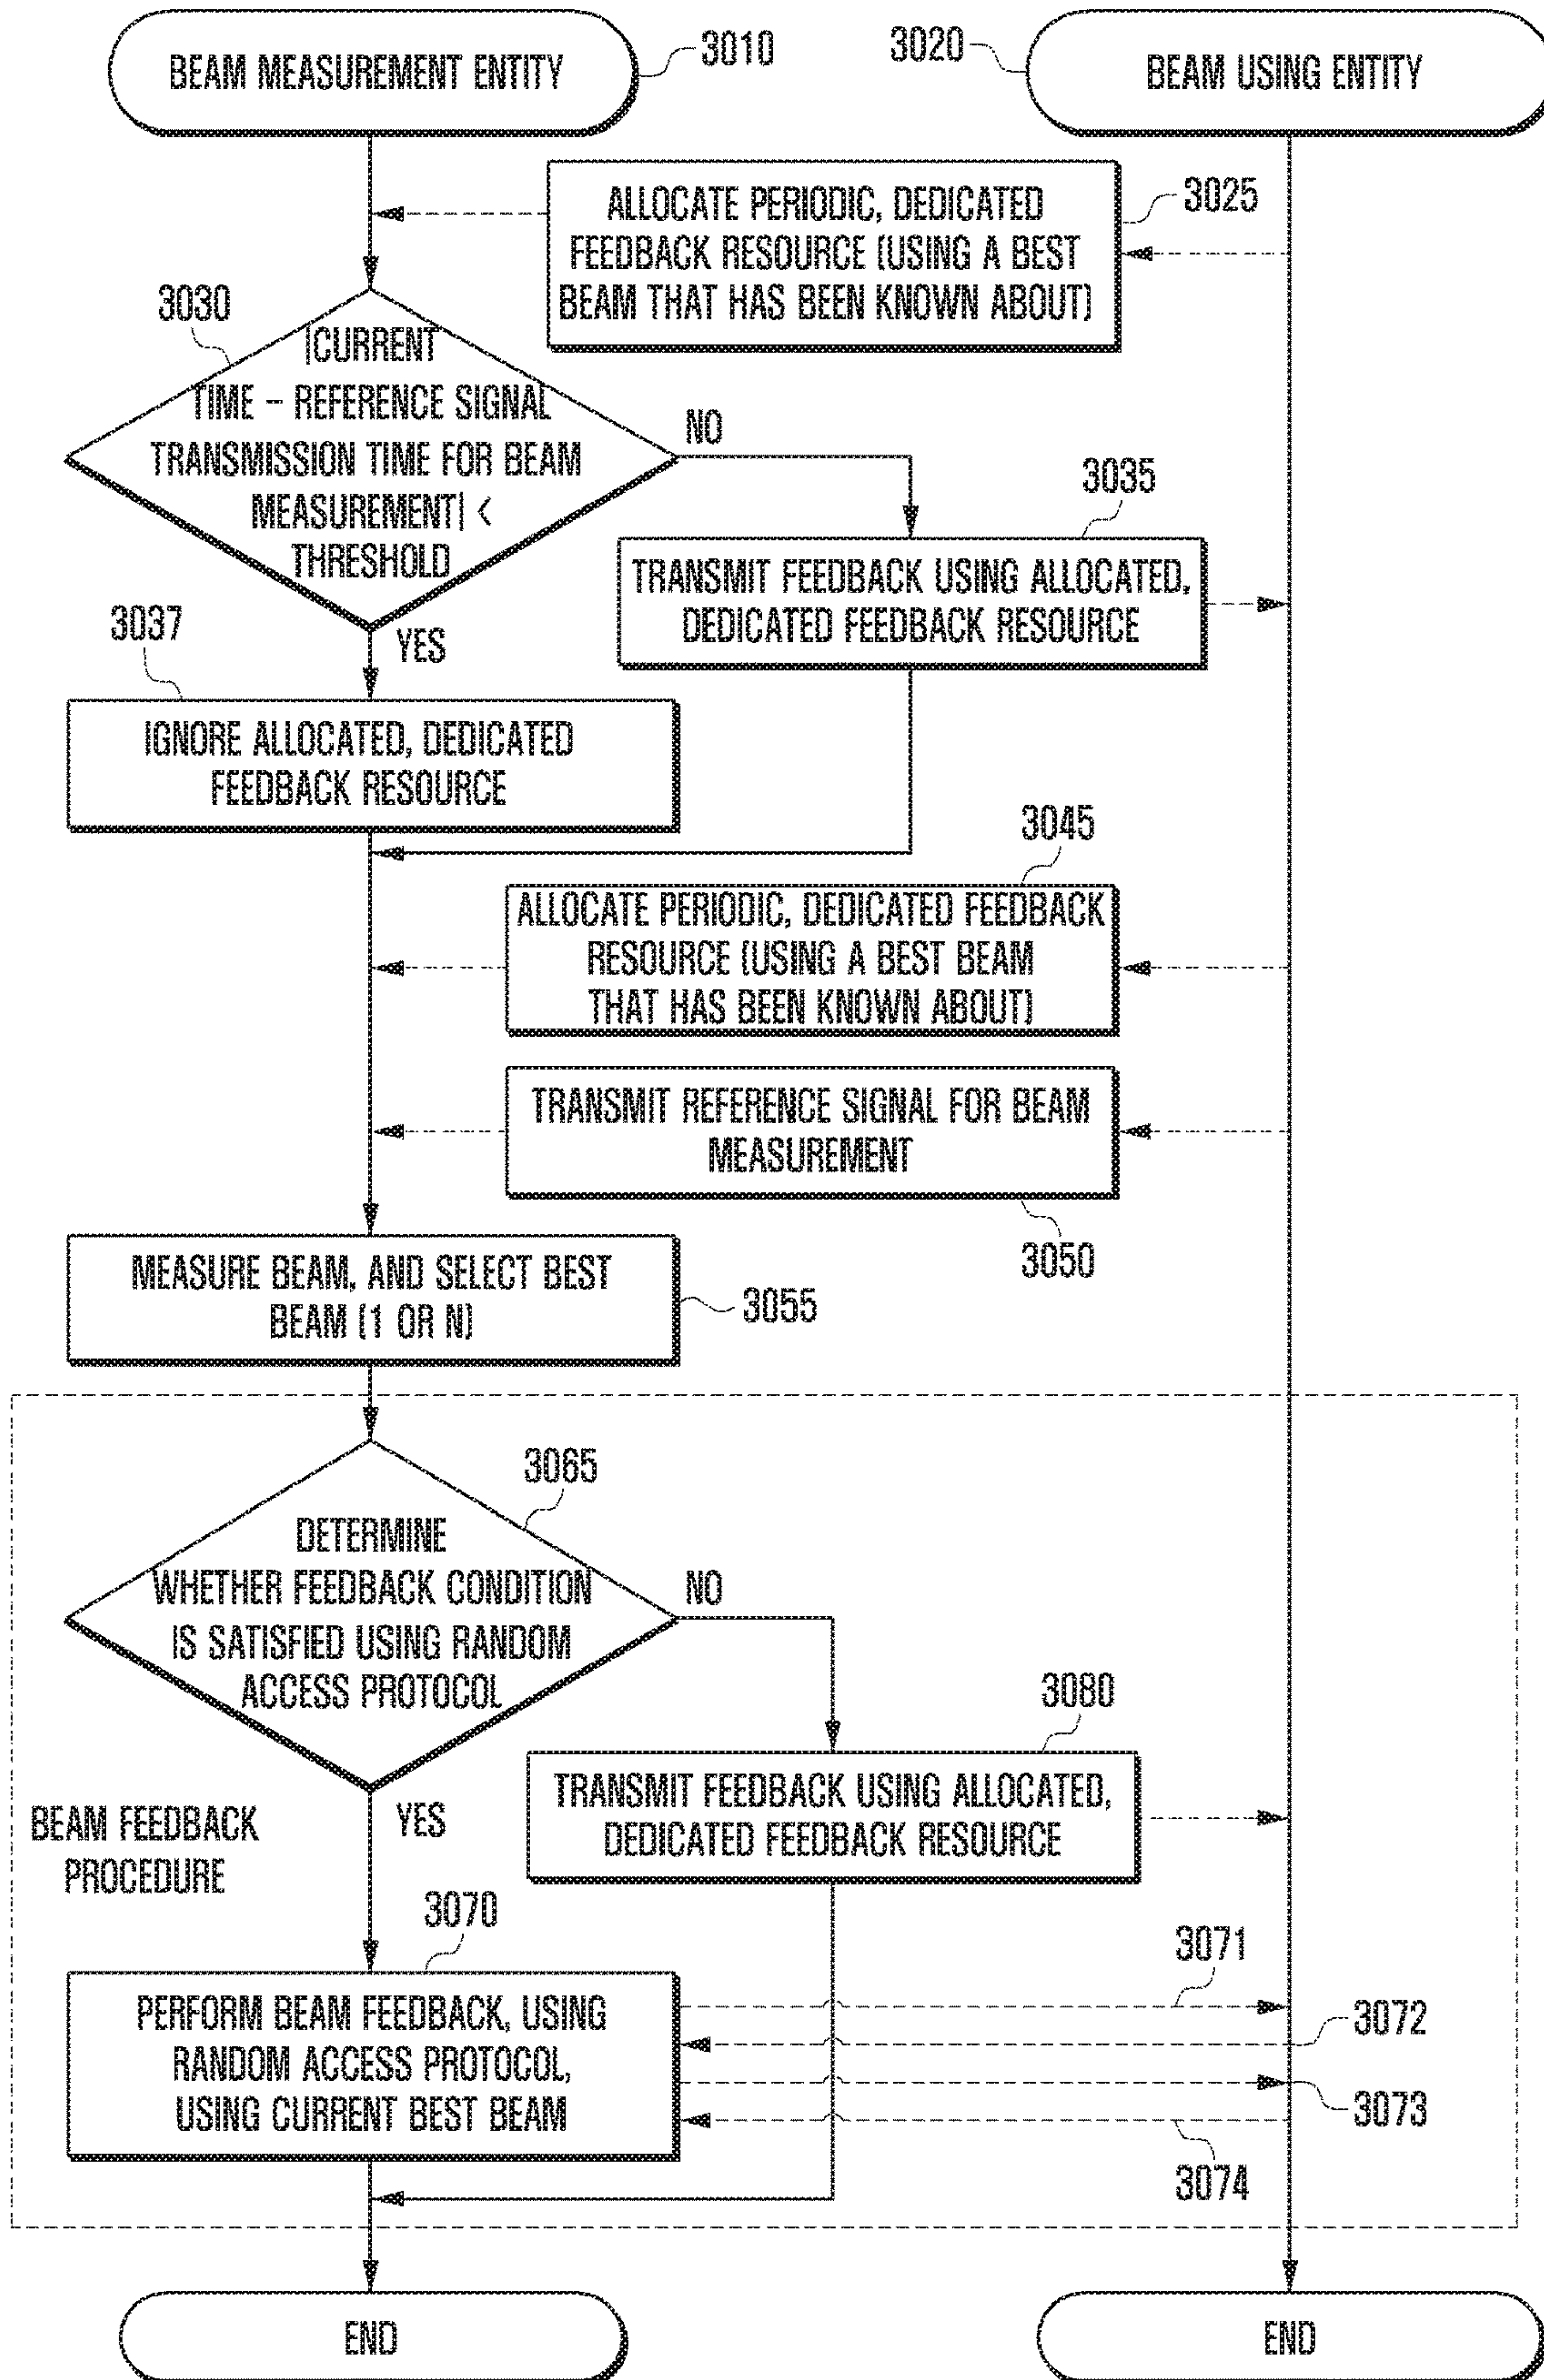 BEAM MEASUREMENT ENTITY
3010
3020
BEAM USING ENTITY
ALLOCATE PERIODIC, DEDICATED
FEEDBACK RESOURCE (USING A BEST
BEAM THAT HAS BEEN KNOWN ABOUT)
3025
3030
|CURRENT
TIME - REFERENCE SIGNAL
TRANSMISSION TIME FOR BEAM
MEASUREMENT| <
THRESHOLD
NO
YES
3035
TRANSMIT FEEDBACK USING ALLOCATED,
DEDICATED FEEDBACK RESOURCE
3037
IGNORE ALLOCATED, DEDICATED
FEEDBACK RESOURCE
3045
ALLOCATE PERIODIC, DEDICATED FEEDBACK
RESOURCE (USING A BEST BEAM
THAT HAS BEEN KNOWN ABOUT)
TRANSMIT REFERENCE SIGNAL FOR BEAM
MEASUREMENT
3050
MEASURE BEAM, AND SELECT BEST
BEAM (1 OR N)
3055
3065
DETERMINE
WHETHER FEEDBACK CONDITION
IS SATISFIED USING RANDOM
ACCESS PROTOCOL
NO
YES
3080
TRANSMIT FEEDBACK USING ALLOCATED,
DEDICATED FEEDBACK RESOURCE
BEAM FEEDBACK
PROCEDURE
3070
PERFORM BEAM FEEDBACK, USING
RANDOM ACCESS PROTOCOL,
USING CURRENT BEST BEAM
3071
3072
3073
3074
END
END